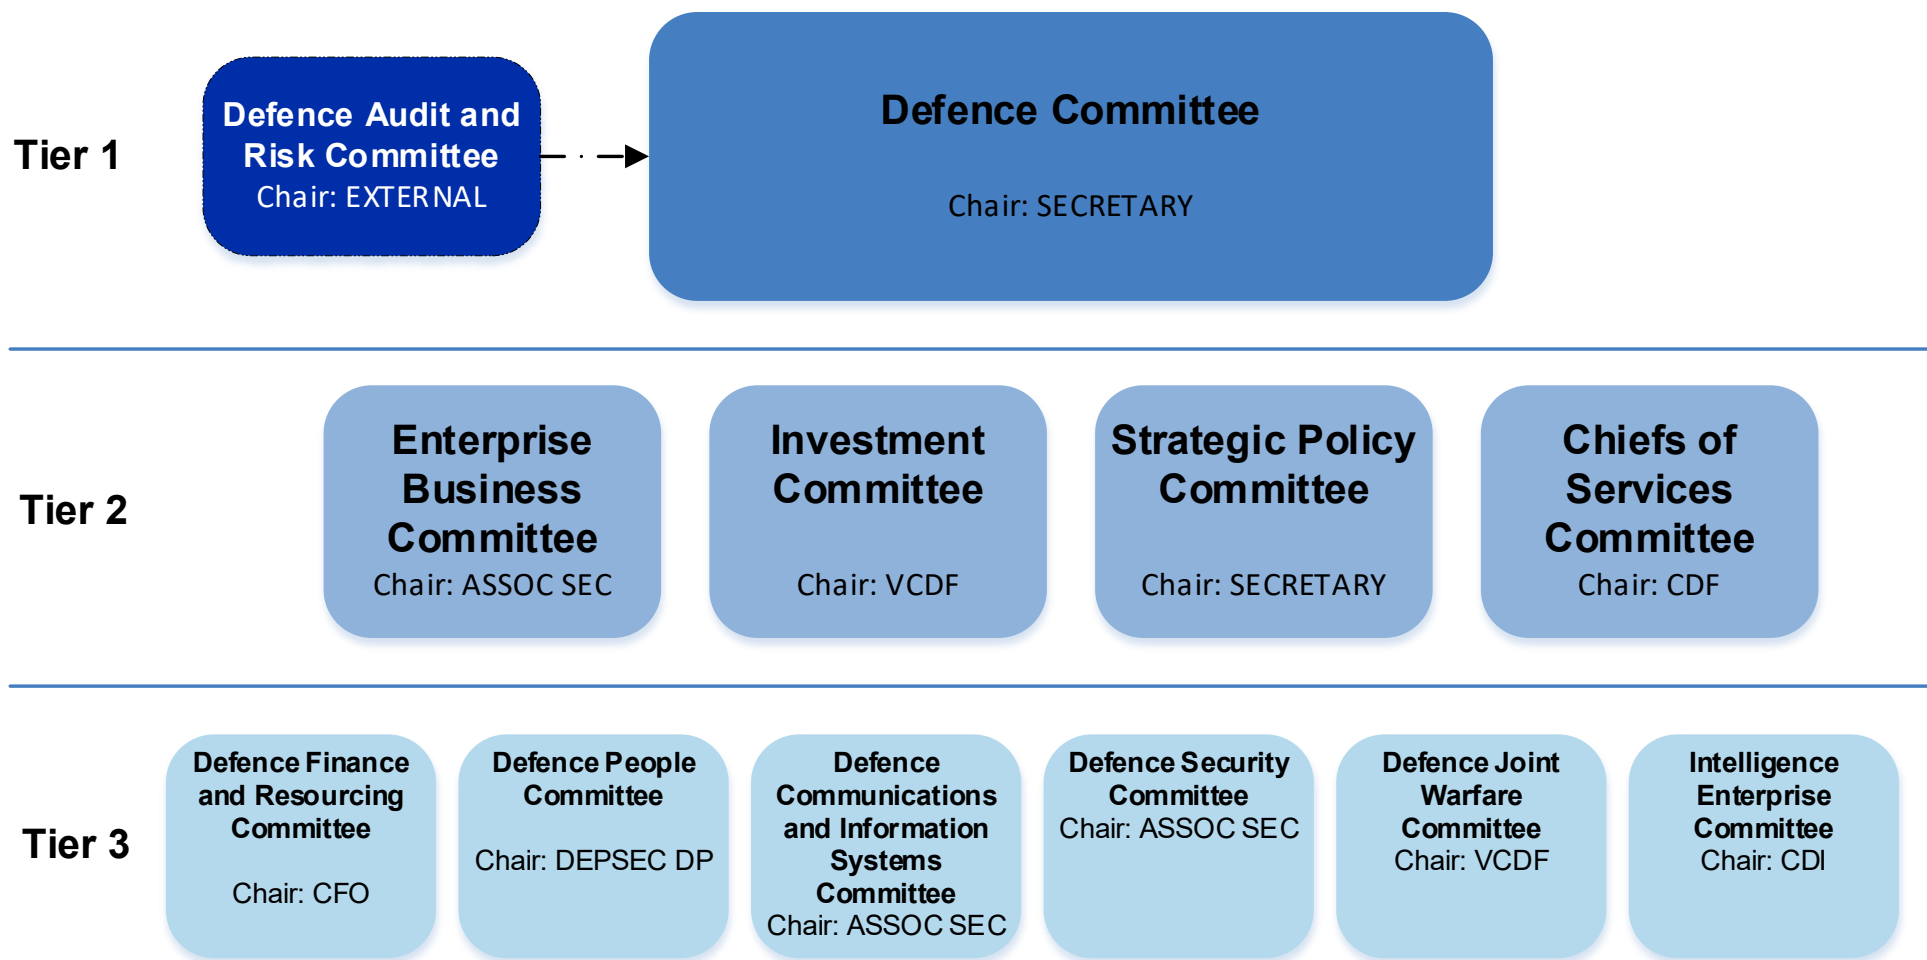 Tier 1
Defence Audit and
Risk Committee
Chair: EXTERNAL
Defence Committee
Chair: SECRETARY
Tier 2
Enterprise
Business
Committee
Chair: ASSOC SEC
Investment
Committee
Chair: VCDF
Strategic Policy
Committee
Chair: SECRETARY
Chiefs of
Services
Committee
Chair: CDF
Tier 3
Defence Finance
and Resourcing
Committee
Chair: CFO
Defence People
Committee
Chair: DEPSEC DP
Defence
Communications
and Information
Systems
Committee
Chair: ASSOC SEC
Defence Security
Committee
Chair: ASSOC SEC
Defence Joint
Warfare
Committee
Chair: VCDF
Intelligence
Enterprise
Committee
Chair: CDI